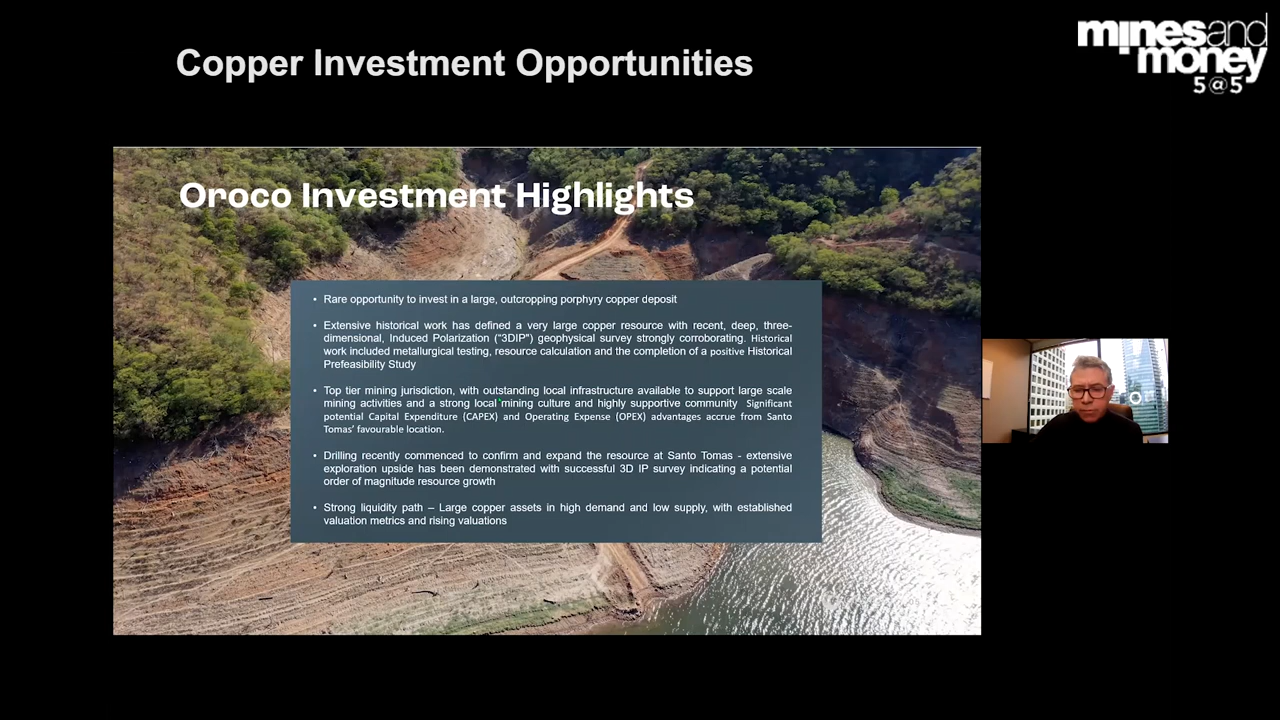 Copper Investment Opportunities
minesand
money
5@5
Oroco Investment Highlights
• Rare opportunity to invest in a large, outcropping porphyry copper deposit
• Extensive historical work has defined a very large copper resource with recent, deep, three-
dimensional, Induced Polarization ("3DIP") geophysical survey strongly corroborating. Historical
work included metallurgical testing, resource calculation and the completion of a positive Historical
Prefeasibility Study
• Top tier mining jurisdiction, with outstanding local infrastructure available to support large scale
mining activities and a strong local mining culture and highly supportive community Significant
potential Capital Expenditure (CAPEX) and Operating Expense (OPEX) advantages accrue from Santo
Tomas' favourable location.
• Drilling recently commenced to confirm and expand the resource at Santo Tomas - extensive
exploration upside has been demonstrated with successful 3D IP survey indicating a potential
order of magnitude resource growth
• Strong liquidity path – Large copper assets in high demand and low supply, with established
valuation metrics and rising valuations